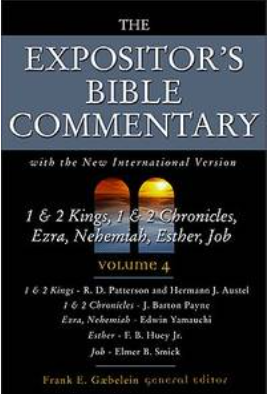 THE
EXPOSITOR'S
BIBLE
COMMENTARY
with the New International Version
1 & 2 Kings, 1 & 2 Chronicles,
Ezra, Nehemiah, Esther, Job
VOLUME 4
1 & 2 Kings - R. D. Patterson and Hermann J. Austel
1 & 2 Chronicles - J. Barton Payne
Ezra, Nehemiah - Edwin Yamauchi
Esther - F. B. Huey Jr.
Job - Elmer B. Smick
Frank E. Gæbelein general editor